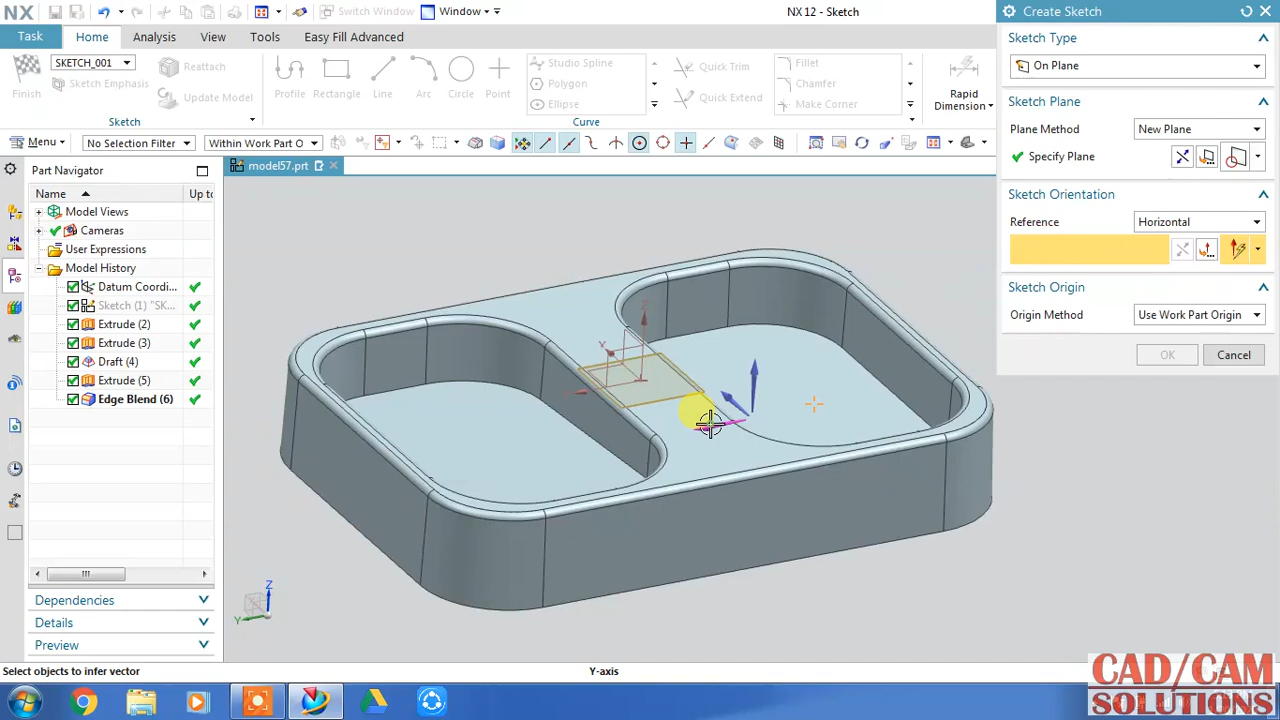 NX
Switch Window
Window
NX 12 - Sketch
Create Sketch
Task
Home
Analysis
View
Tools
Easy Fill Advanced
Sketch Type
On Plane
Finish
SKETCH_001
Sketch Emphasis
Reattach
Update Model
Sketch
Profile
Rectangle
Line
Arc
Circle
Point
Studio Spline
Polygon
Ellipse
Curve
Quick Trim
Quick Extend
Fillet
Chamfer
Make Corner
Rapid
Dimension
Sketch Plane
Plane Method
New Plane
Specify Plane
Menu
No Selection Filter
Within Work Part O
model57.prt
Part Navigator
Name
Up to
Model Views
Cameras
User Expressions
Model History
Datum Coordi...
Sketch (1) "SK...
Extrude (2)
Extrude (3)
Draft (4)
Extrude (5)
Edge Blend (6)
Sketch Orientation
Reference
Horizontal
Sketch Origin
Origin Method
Use Work Part Origin
OK
Cancel
Z
Y
Z
Y
Dependencies
Details
Preview
Select objects to infer vector
Y-axis
CAD/CAM
SOLUTIONS